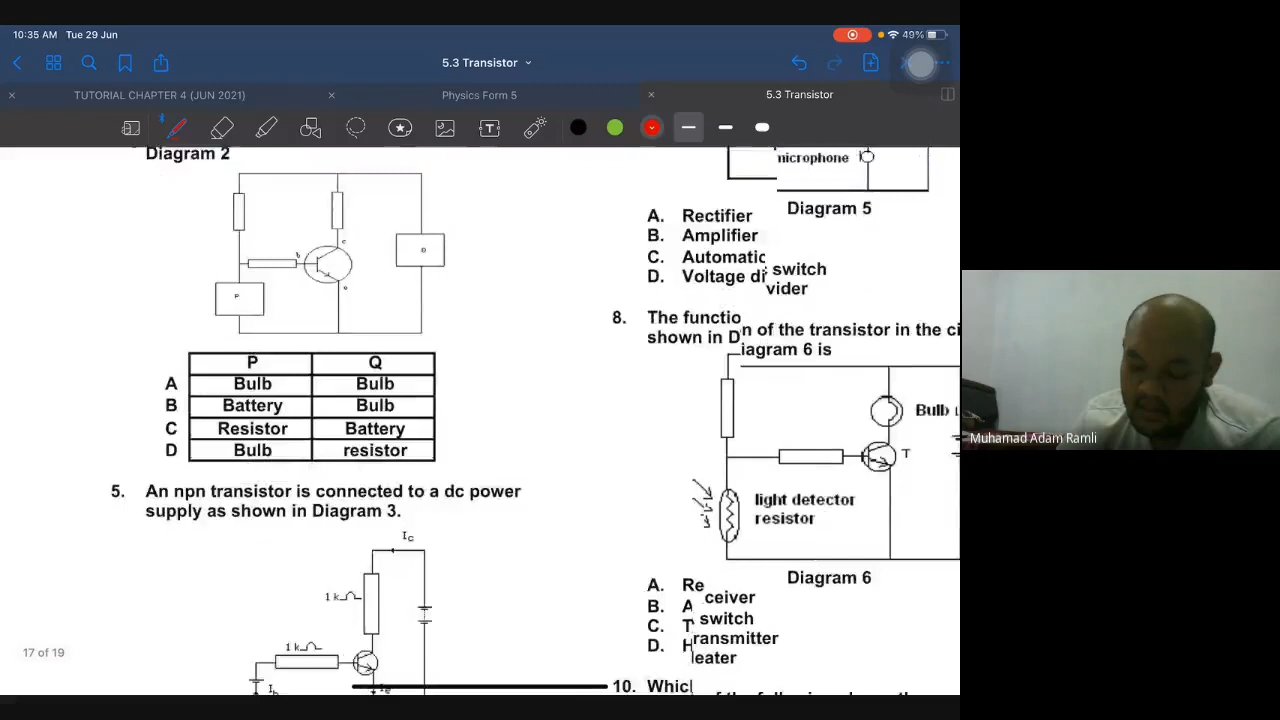 10:35 AM Tue 29 Jun
49%
5.3 Transistor
TUTORIAL CHAPTER 4 (JUN 2021)
Physics Form 5
5.3 Transistor
Diagram 2
P
Q
A Bulb Bulb
B Battery Bulb
C Resistor Battery
D Bulb resistor
5. An npn transistor is connected to a dc power
supply as shown in Diagram 3.
Ic
1 k
1 k
Ib
Ie
17 of 19
microphone
Diagram 5
A. Rectifier
B. Amplifier
C. Automatic switch
D. Voltage divider
8. The function of the transistor in the ci
shown in Diagram 6 is
Bulb
T
light detector
resistor
Diagram 6
A. Receiver
B. A switch
C. Transmitter
D. Heater
10. Which
Muhamad Adam Ramli